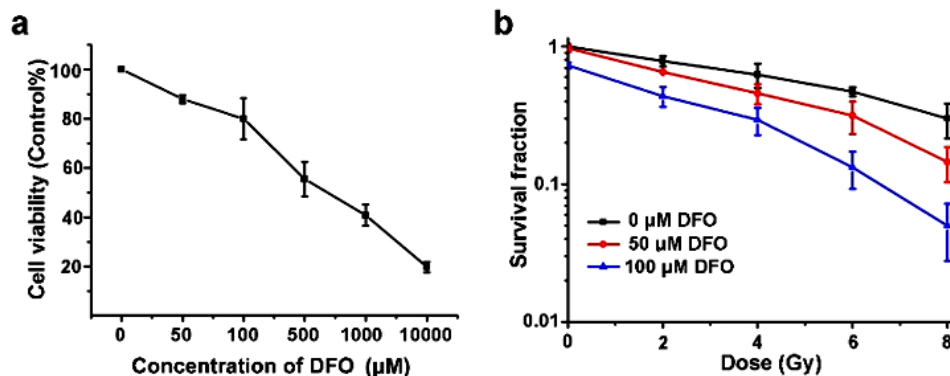 a
Cell viability (Control%)
100
80
60
40
20
0 50 100 500 1000 10000
Concentration of DFO (µM)
b
Survival fraction
1
0.1
0.01
0 µM DFO
50 µM DFO
100 µM DFO
0 2 4 6 8
Dose (Gy)